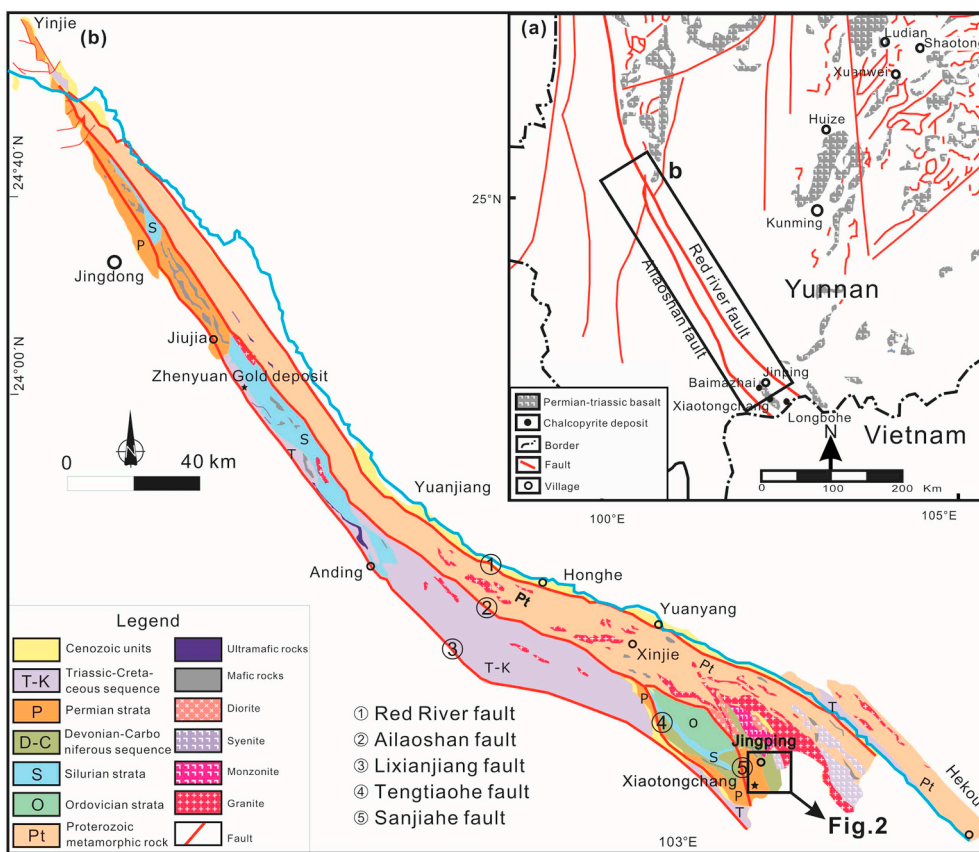 Yinjie
(b)
24°40'N
S
P
Jingdong
Jiujia
24°00'N
Zhenyuan Gold deposit
N
S
T
0 40 km
Yuanjiang
Anding
①
Honghe
Pt
②
Yuanyang
③
Xinjie
T-K
Pt
P
④
O
T
S
Jingping
⑤
Xiaotongchang
P
Pt
Hekou
T
Fig.2
103°E
① Red River fault
② Ailaoshan fault
③ Lixianjiang fault
④ Tengtiaohe fault
⑤ Sanjiahe fault
Legend
Cenozoic units
T-K Triassic-Creta-
ceous sequence
P Permian strata
D-C Devonian-Carbo
niferous sequence
S Silurian strata
O Ordovician strata
Pt Proterozoic
metamorphic rock
Ultramafic rocks
Mafic rocks
Diorite
Syenite
Monzonite
Granite
Fault
(a)
Ludian
Shaotong
Xuanwei
Huize
b
25°N
Kunming
Red river fault
Ailaoshan fault
Yunnan
Jinping
Baimazhai
Xiaotongchang
Longbohe
N
Vietnam
Permian-triassic basalt
Chalcopyrite deposit
Border
Fault
Village
0 100 200 Km
100°E
105°E